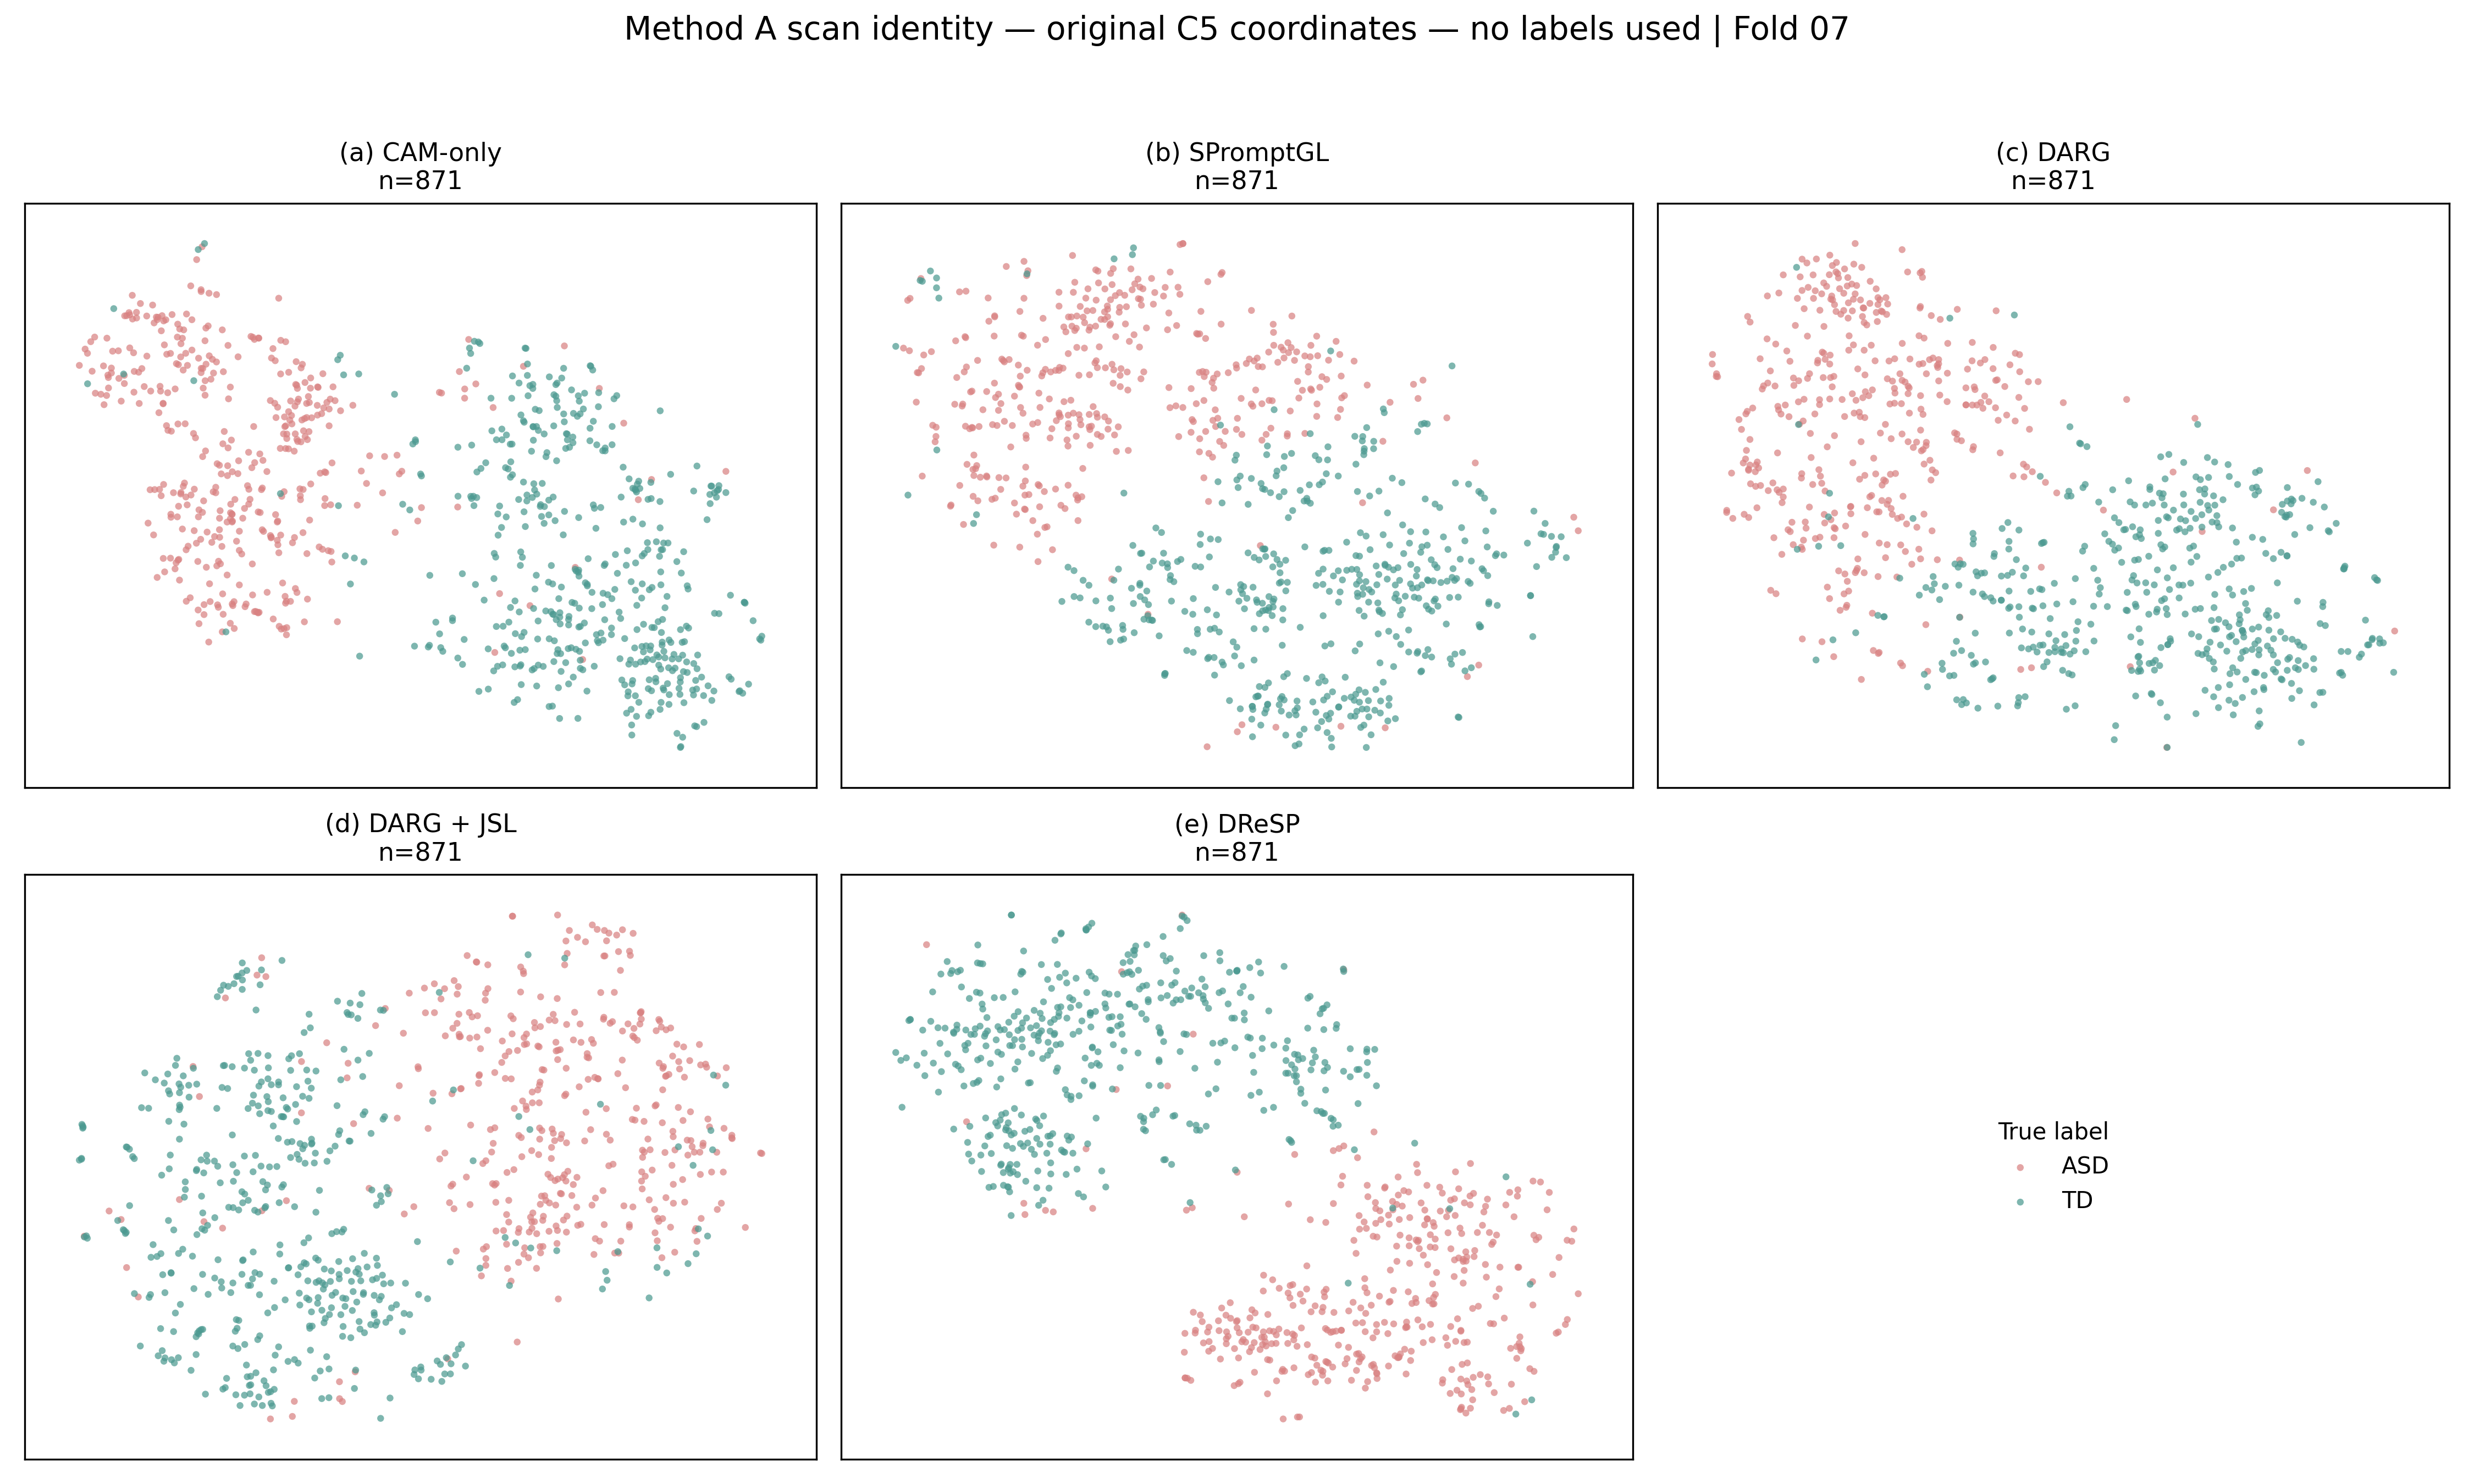 Method A scan identity — original C5 coordinates — no labels used | Fold 07
(a) CAM-only
n=871
(b) SPromptGL
n=871
(c) DARG
n=871
(d) DARG + JSL
n=871
(e) DReSP
n=871
True label
ASD
TD